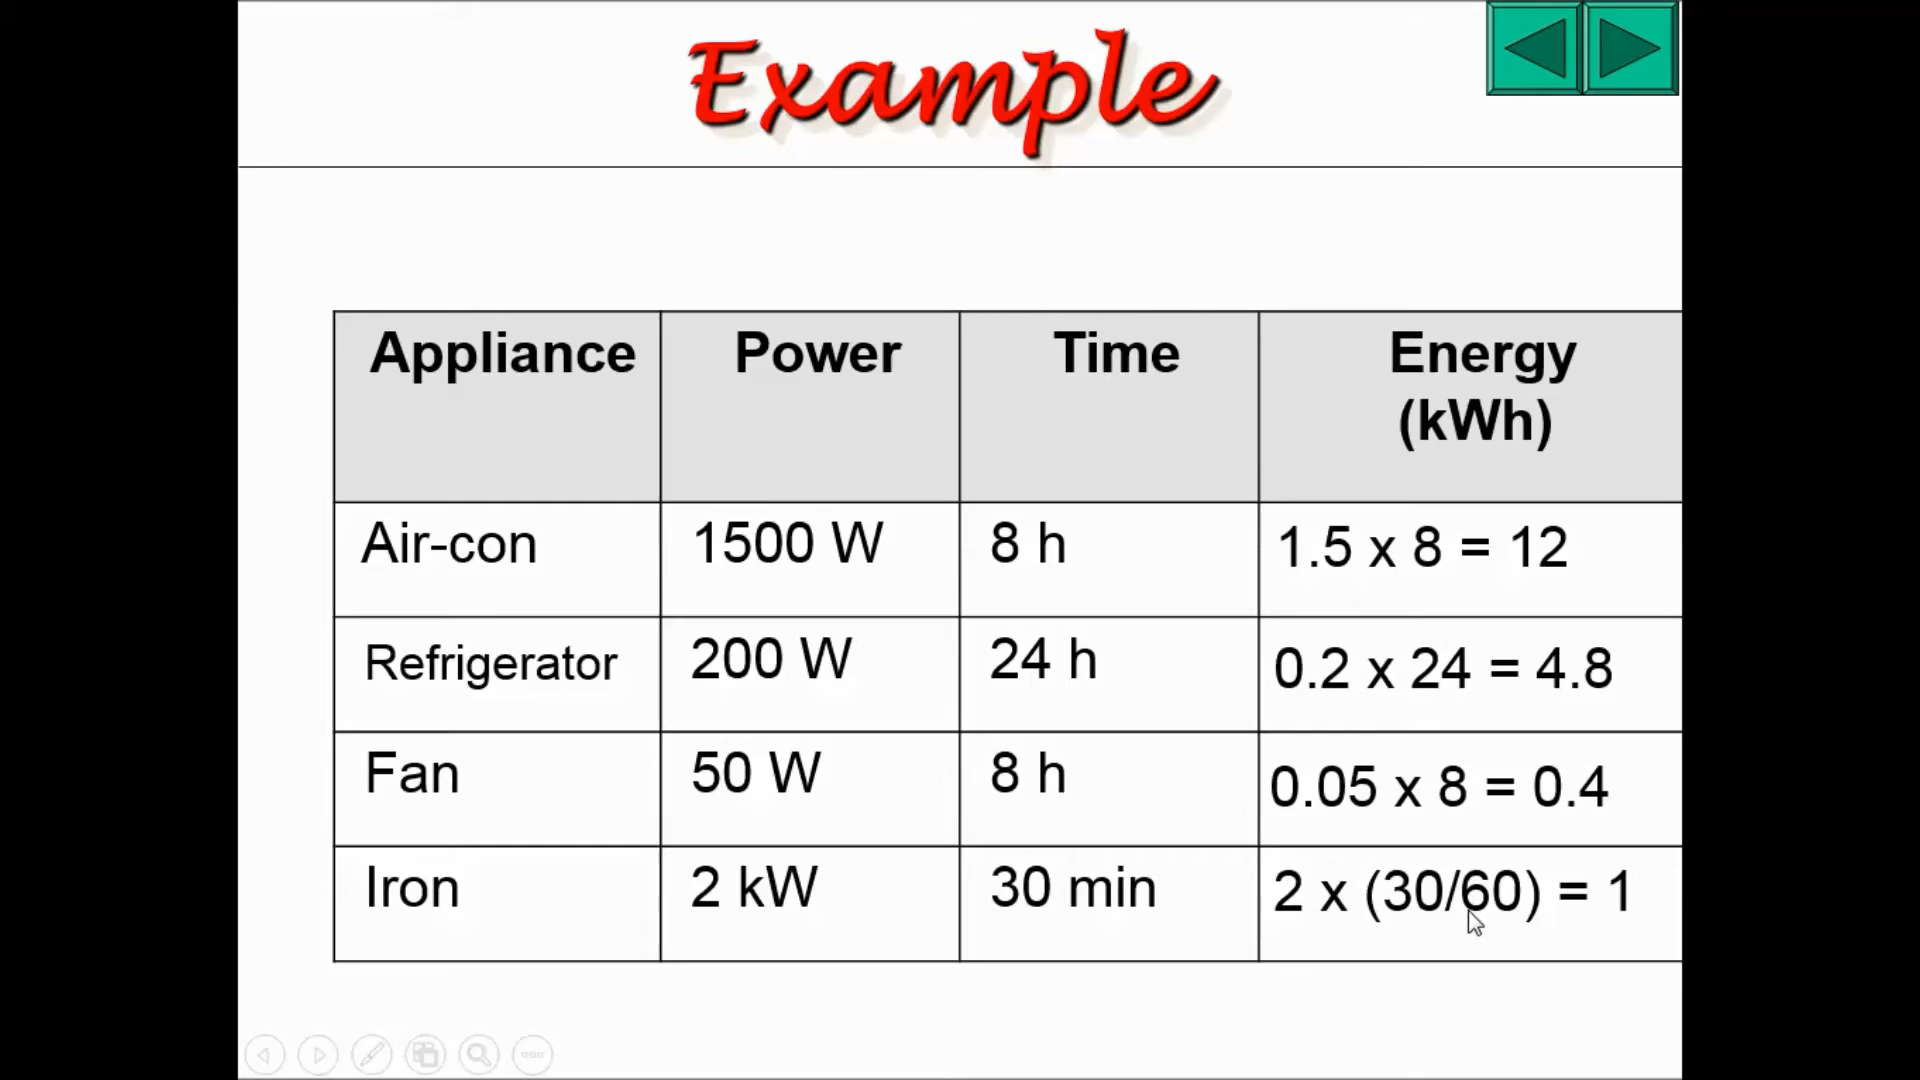 Example
Appliance Power Time Energy
(kWh)
Air-con 1500 W 8 h 1.5 x 8 = 12
Refrigerator 200 W 24 h 0.2 x 24 = 4.8
Fan 50 W 8 h 0.05 x 8 = 0.4
Iron 2 kW 30 min 2 x (30/60) = 1